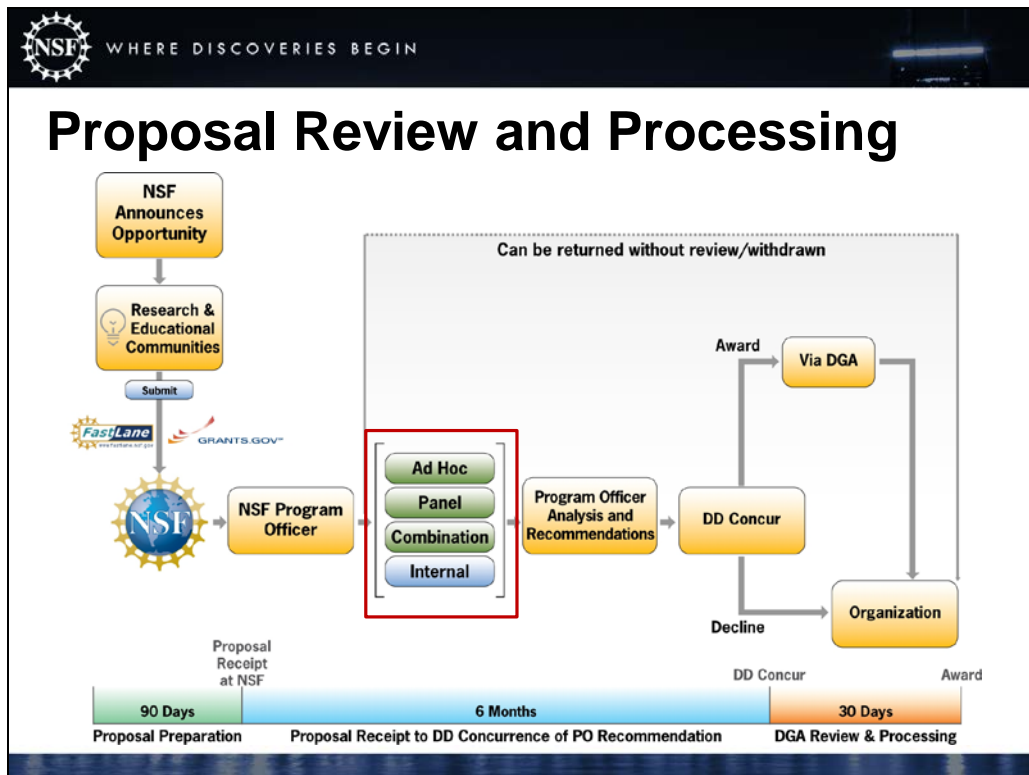 NSF
WHERE DISCOVERIES BEGIN
Proposal Review and Processing
NSF
Announces
Opportunity
Research &
Educational
Communities
Submit
FastLane
GRANTS.GOV℠
NSF
NSF Program
Officer
Can be returned without review/withdrawn
Ad Hoc
Panel
Combination
Internal
Program Officer
Analysis and
Recommendations
DD Concur
Award
Via DGA
Decline
Organization
Proposal
Receipt
at NSF
DD Concur
Award
90 Days
6 Months
30 Days
Proposal Preparation
Proposal Receipt to DD Concurrence of PO Recommendation
DGA Review & Processing